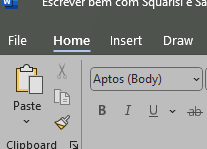 Escrever bem com Squarisi e Sa
File Home Insert Draw
Aptos (Body)
Paste
B I U ab
Clipboard